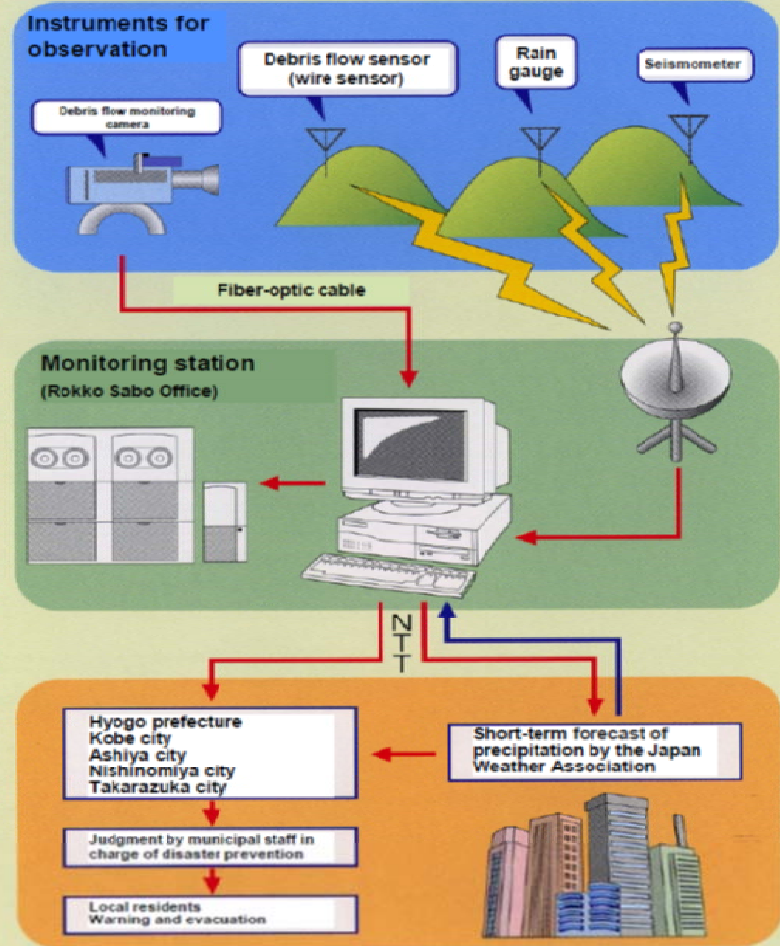 Instruments for
observation
Debris flow sensor
(wire sensor)
Rain
gauge
Seismometer
Debris flow monitoring
camera
Fiber-optic cable
Monitoring station
(Rokko Sabo Office)
NTT
Hyogo prefecture
Kobe city
Ashiya city
Nishinomiya city
Takarazuka city
Short-term forecast of
precipitation by the Japan
Weather Association
Judgment by municipal staff in
charge of disaster prevention
Local residents
Warning and evacuation